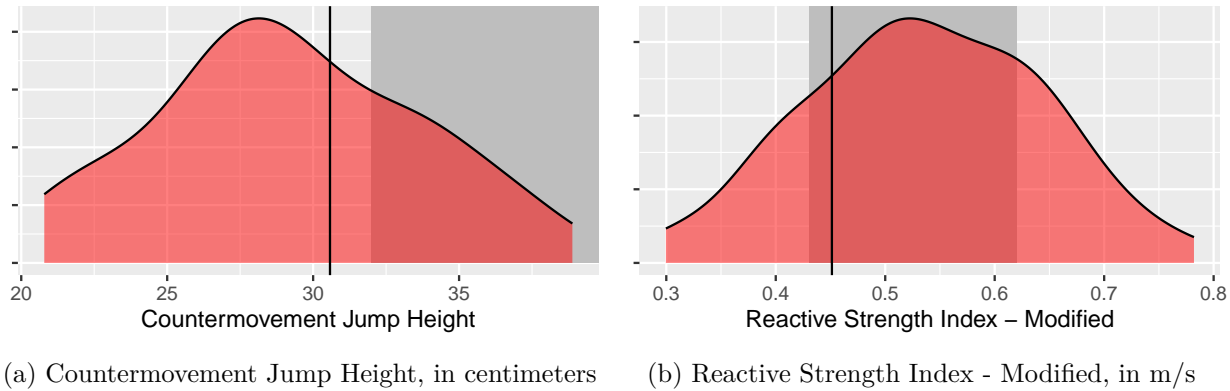 20 25 30 35
Countermovement Jump Height
(a) Countermovement Jump Height, in centimeters
0.3 0.4 0.5 0.6 0.7 0.8
Reactive Strength Index – Modified
(b) Reactive Strength Index - Modified, in m/s